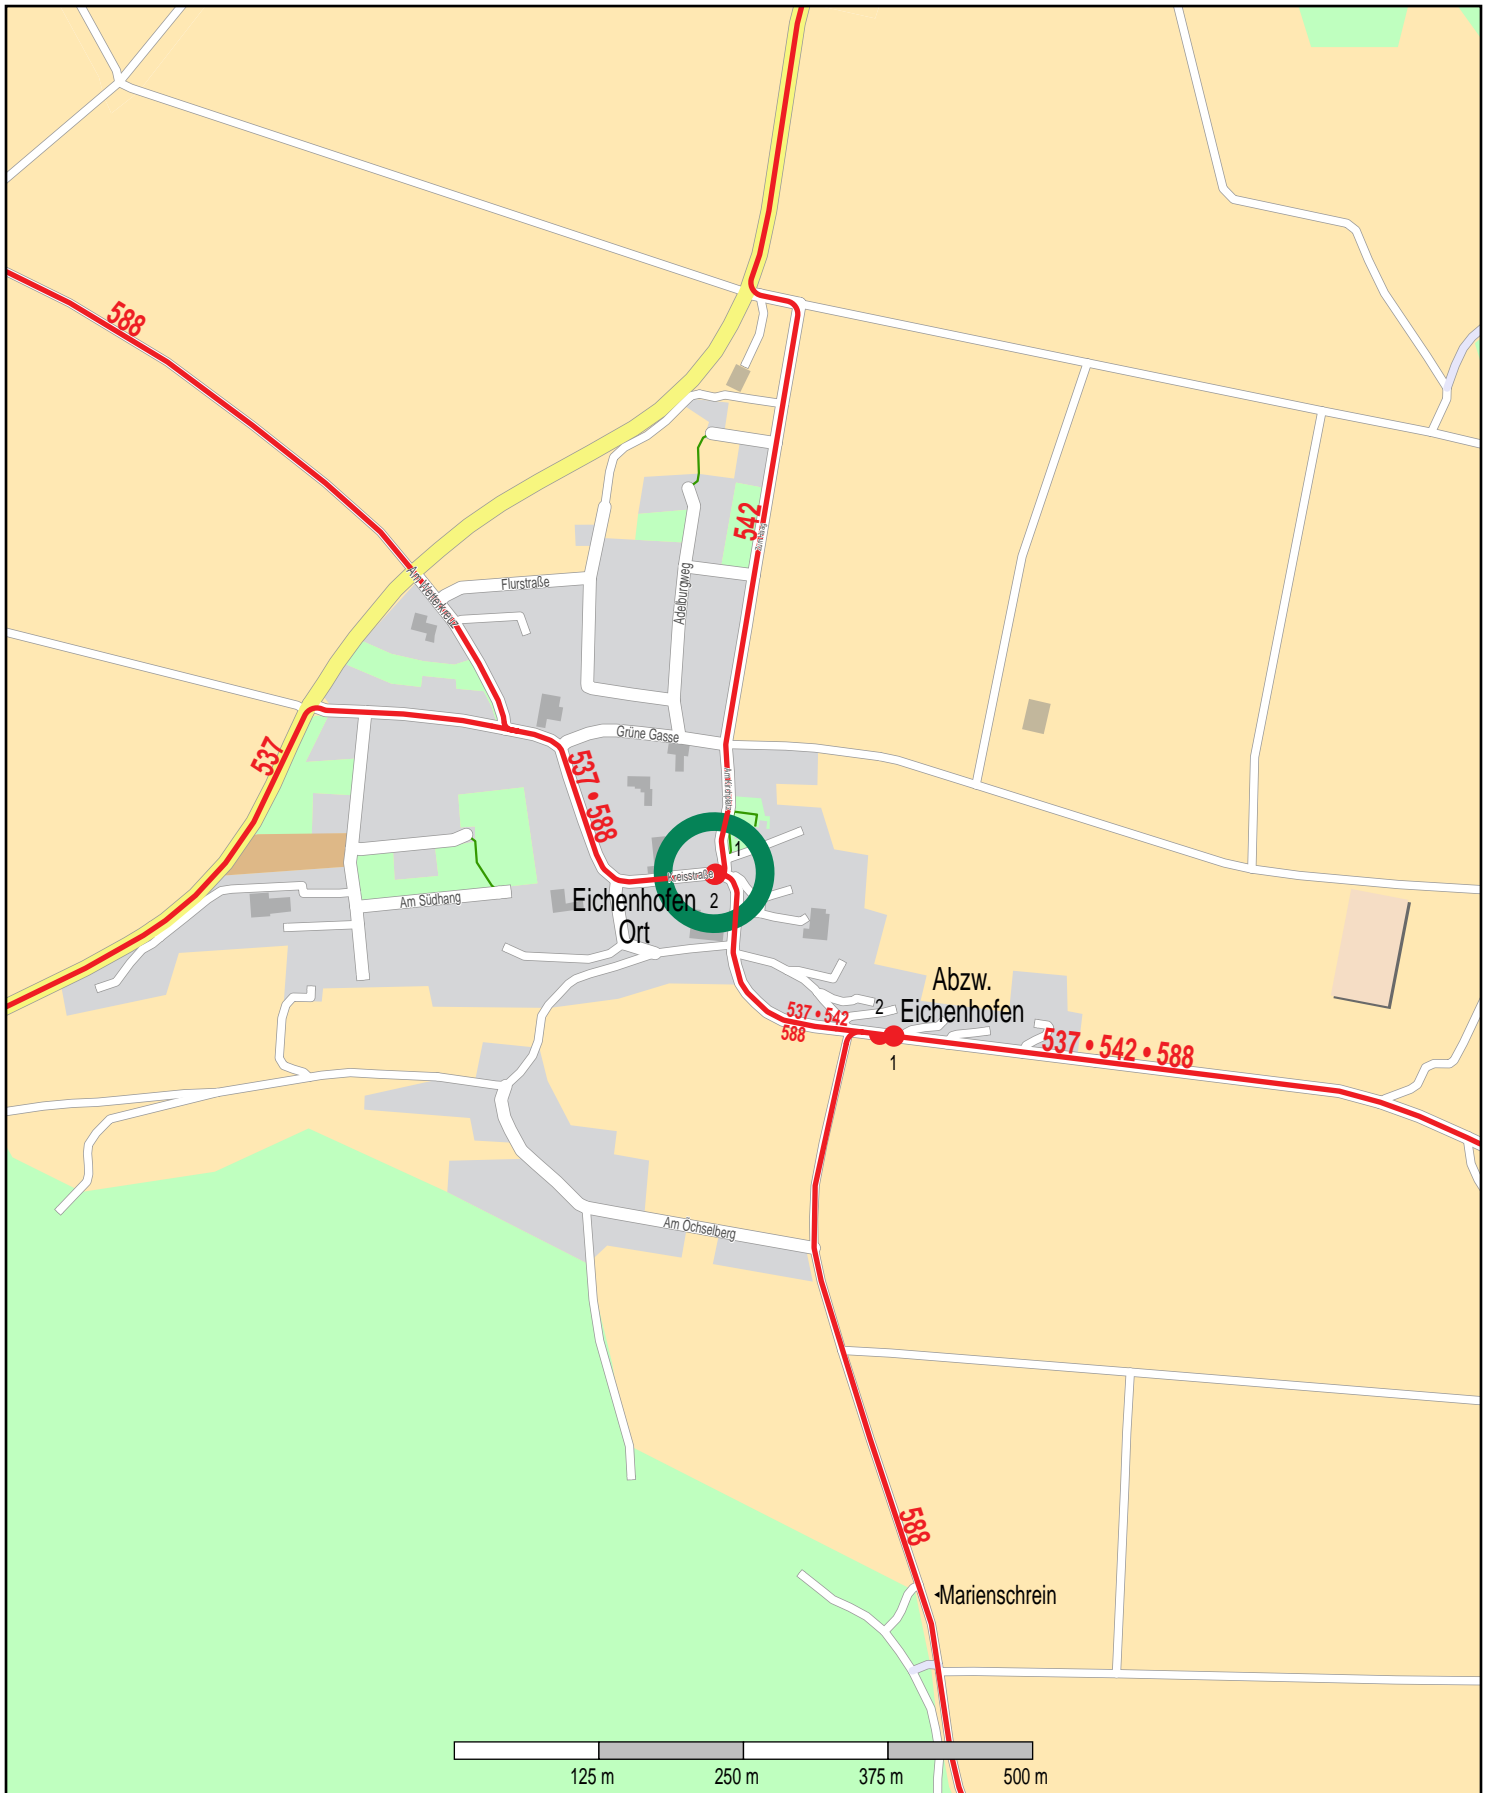 588
542
Am Wetterkreuz
Flurstraße
Adelburgweg
537
537 • 588
Grüne Gasse
1
Kreisstraße
2
Eichenhofen
Ort
Am Südhang
Abzw.
Eichenhofen
2
1
537 • 542
588
537 • 542 • 588
Am Öchselberg
588
Marienschrein
125 m
250 m
375 m
500 m